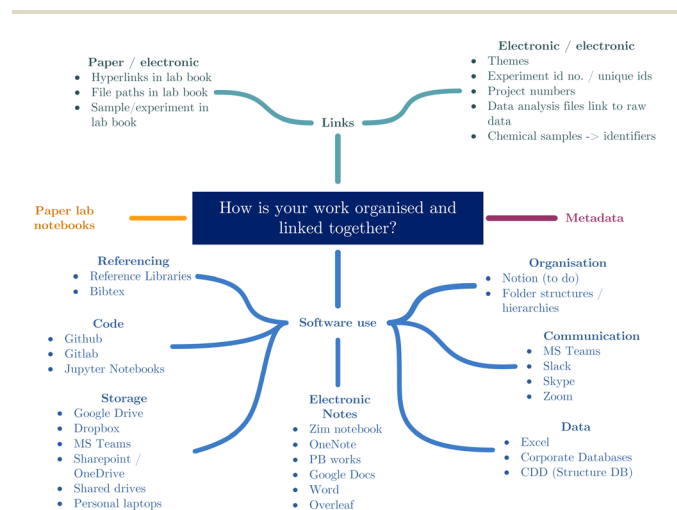 Paper / electronic
• Hyperlinks in lab book
• File paths in lab book
• Sample/experiment in
lab book
Electronic / electronic
• Themes
• Experiment id no. / unique ids
• Project numbers
• Data analysis files link to raw
data
• Chemical samples -> identifiers
Links
Paper lab
notebooks
How is your work organised and
linked together?
Metadata
Referencing
• Reference Libraries
• Bibtex
Code
• Github
• Gitlab
• Jupyter Notebooks
Storage
• Google Drive
• Dropbox
• MS Teams
• Sharepoint /
OneDrive
• Shared drives
• Personal laptops
Software use
Electronic
Notes
• Zim notebook
• OneNote
• PB works
• Google Docs
• Word
• Overleaf
Organisation
• Notion (to do)
• Folder structures /
hierarchies
Communication
• MS Teams
• Slack
• Skype
• Zoom
Data
• Excel
• Corporate Databases
• CDD (Structure DB)